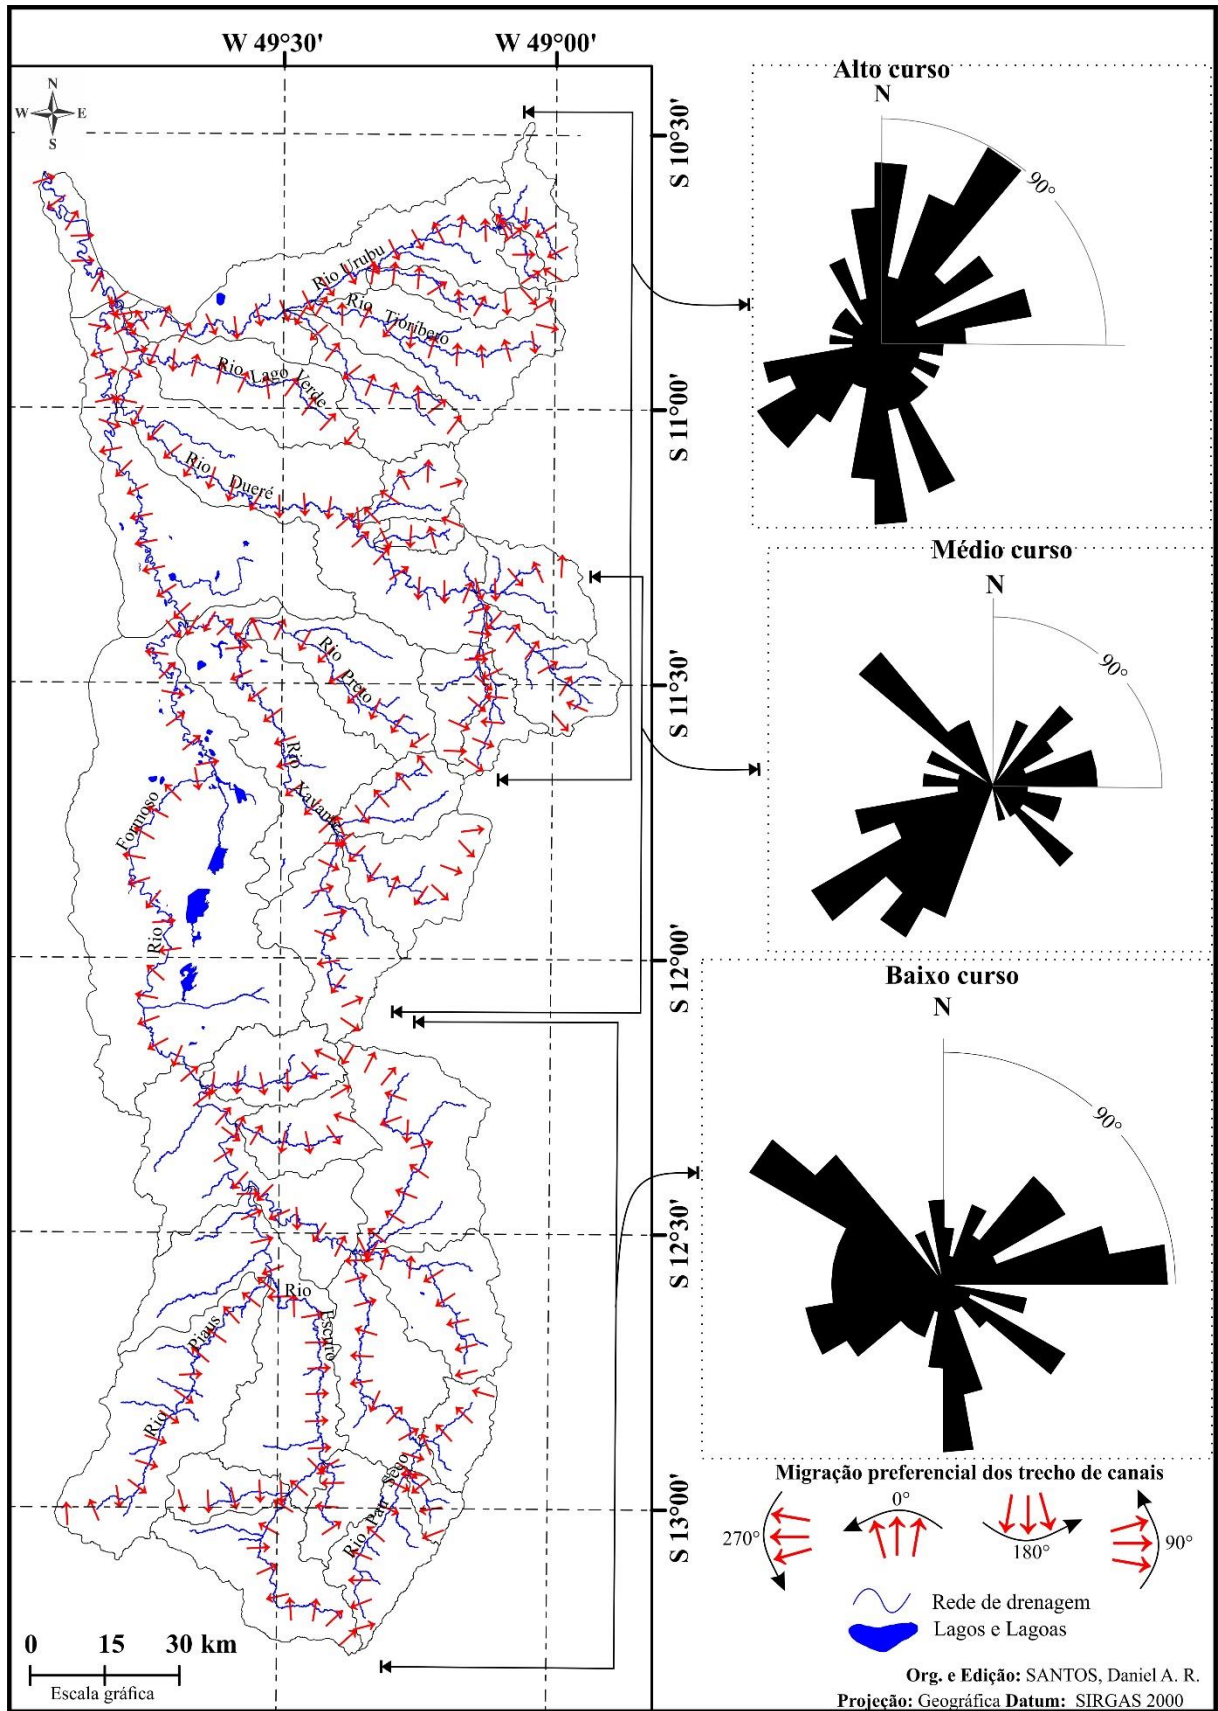 W 49°30'
W 49°00'
N
W
E
S
S 10°30'
S 11°00'
S 11°30'
S 12°00'
S 12°30'
S 13°00'
Rio Urubu
Rio Tioribero
Rio Lago Verde
Rio Dueré
Rio Preto
Rio Xavante
Rio Formoso
Rio Escuro
Rio Piaus
Rio Pau Seco
0 15 30 km
Escala gráfica
Alto curso
N
90°
Médio curso
N
90°
Baixo curso
N
90°
Migração preferencial dos trecho de canais
270°
0°
180°
90°
Rede de drenagem
Lagos e Lagoas
Org. e Edição: SANTOS, Daniel A. R.
Projeção: Geográfica Datum: SIRGAS 2000